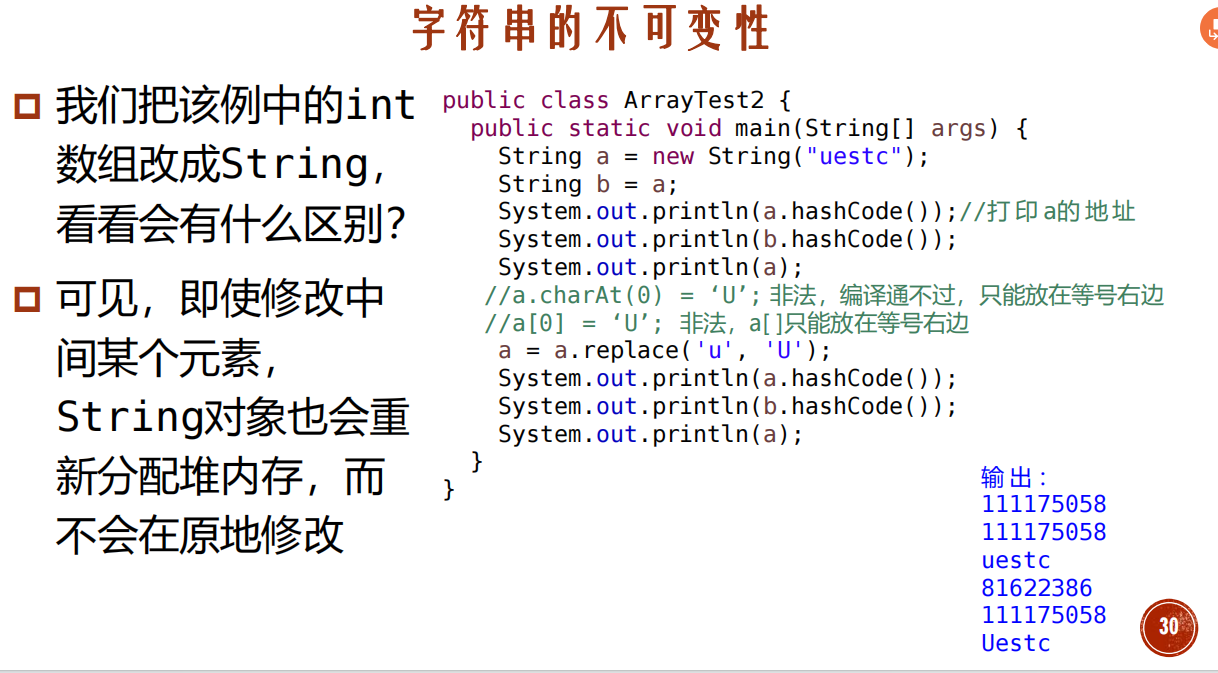 字符串的不可变性
我们把该例中的int
数组改成String，
看看会有什么区别？
可见，即使修改中
间某个元素，
String对象也会重
新分配堆内存，而
不会在原地修改
public class ArrayTest2 {
public static void main(String[] args) {
String a = new String("uestc");
String b = a;
System.out.println(a.hashCode());//打印a的地址
System.out.println(b.hashCode());
System.out.println(a);
//a.charAt(0) = ‘U’; 非法，编译通不过，只能放在等号右边
//a[0] = ‘U’; 非法，a[]只能放在等号右边
a = a.replace('u', 'U');
System.out.println(a.hashCode());
System.out.println(b.hashCode());
System.out.println(a);
}
}
输出：
111175058
111175058
uestc
81622386
111175058
Uestc
30